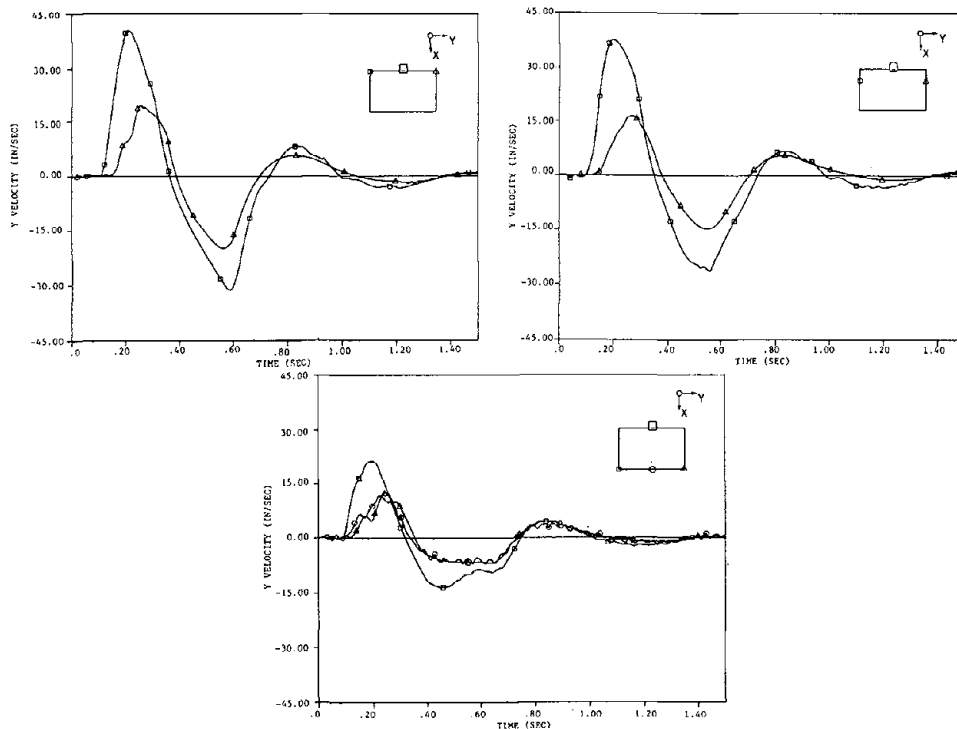 45.00
30.00
15.00
0.00
-15.00
-30.00
-45.00
Y VELOCITY (IN/SEC)
.0 .20 .40 .60 .80 1.00 1.20 1.40
TIME (SEC)
Y
X
45.00
30.00
15.00
0.00
-15.00
-30.00
-45.00
Y VELOCITY (IN/SEC)
.0 .20 .40 .60 .80 1.00 1.20 1.40
TIME (SEC)
Y
X
45.00
30.00
15.00
0.00
-15.00
-30.00
-45.00
Y VELOCITY (IN/SEC)
.0 .20 .40 .60 .80 1.00 1.20 1.40
TIME (SEC)
Y
X